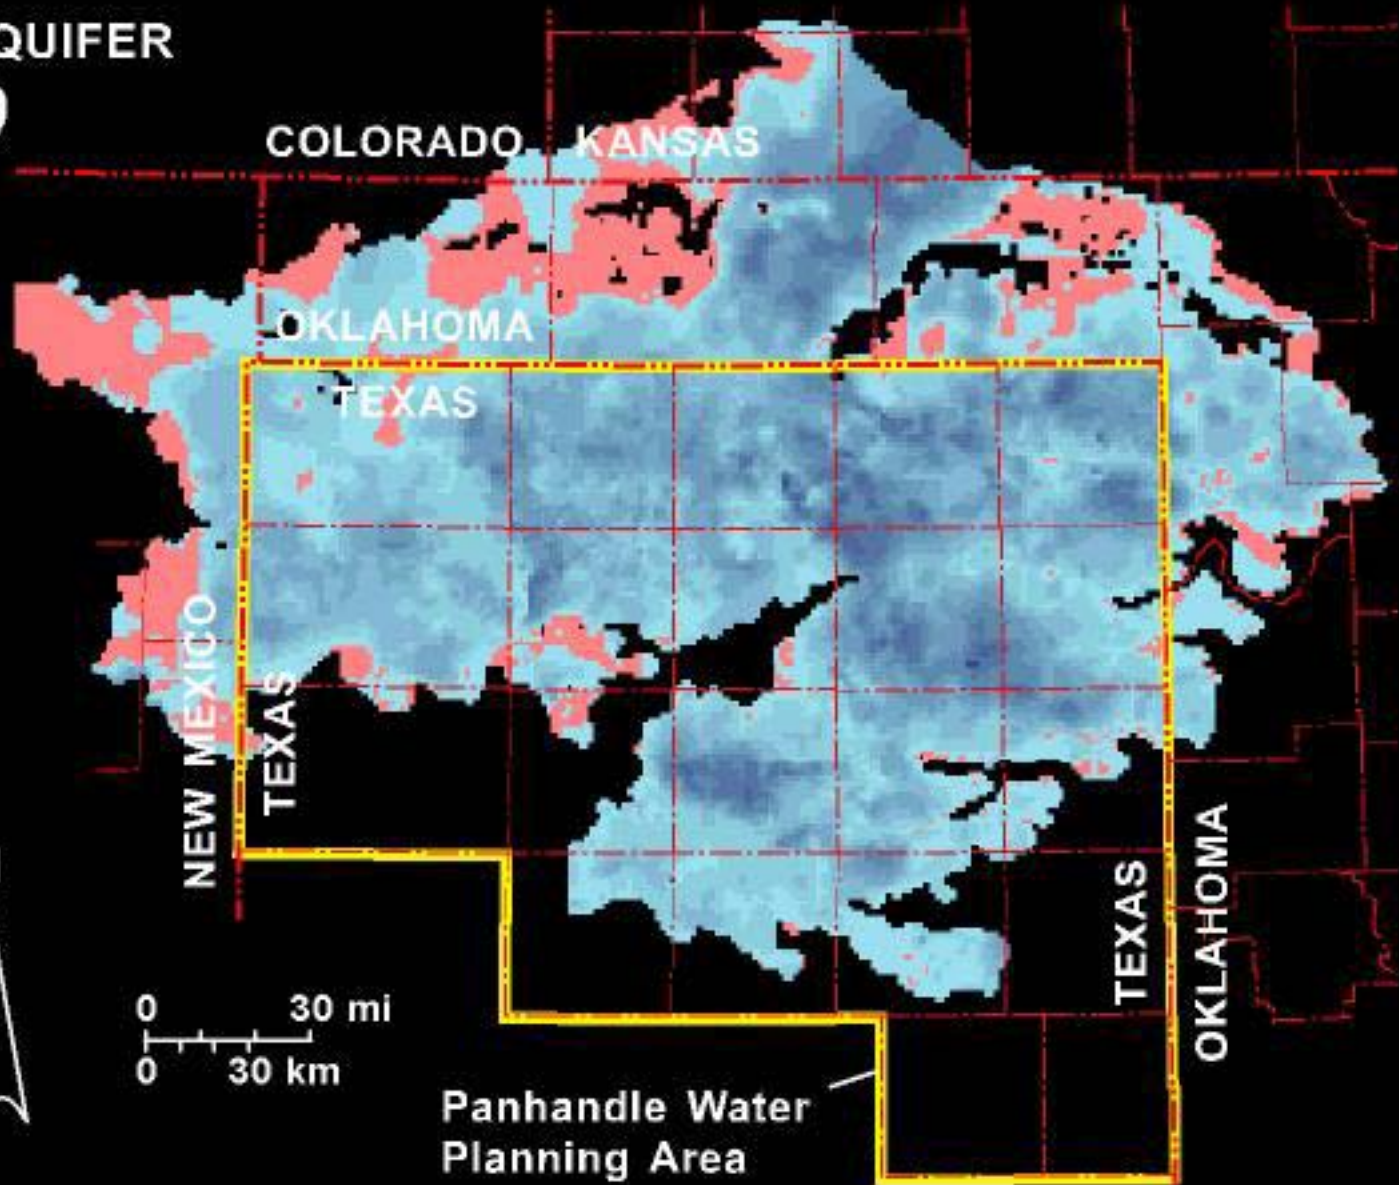 QUIFER
COLORADO KANSAS
OKLAHOMA
TEXAS
NEW MEXICO
TEXAS
TEXAS
OKLAHOMA
0 30 mi
0 30 km
Panhandle Water
Planning Area